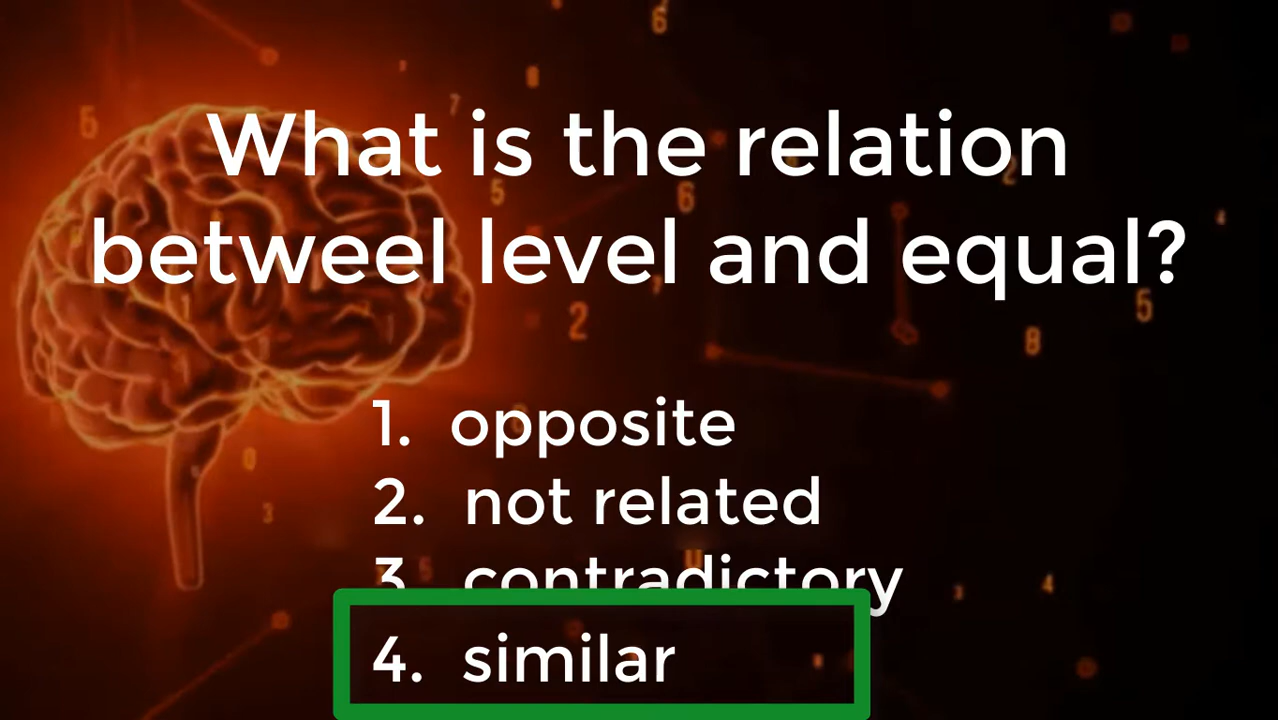 What is the relation
betweel level and equal?
1. opposite
2. not related
3. contradictory
4. similar